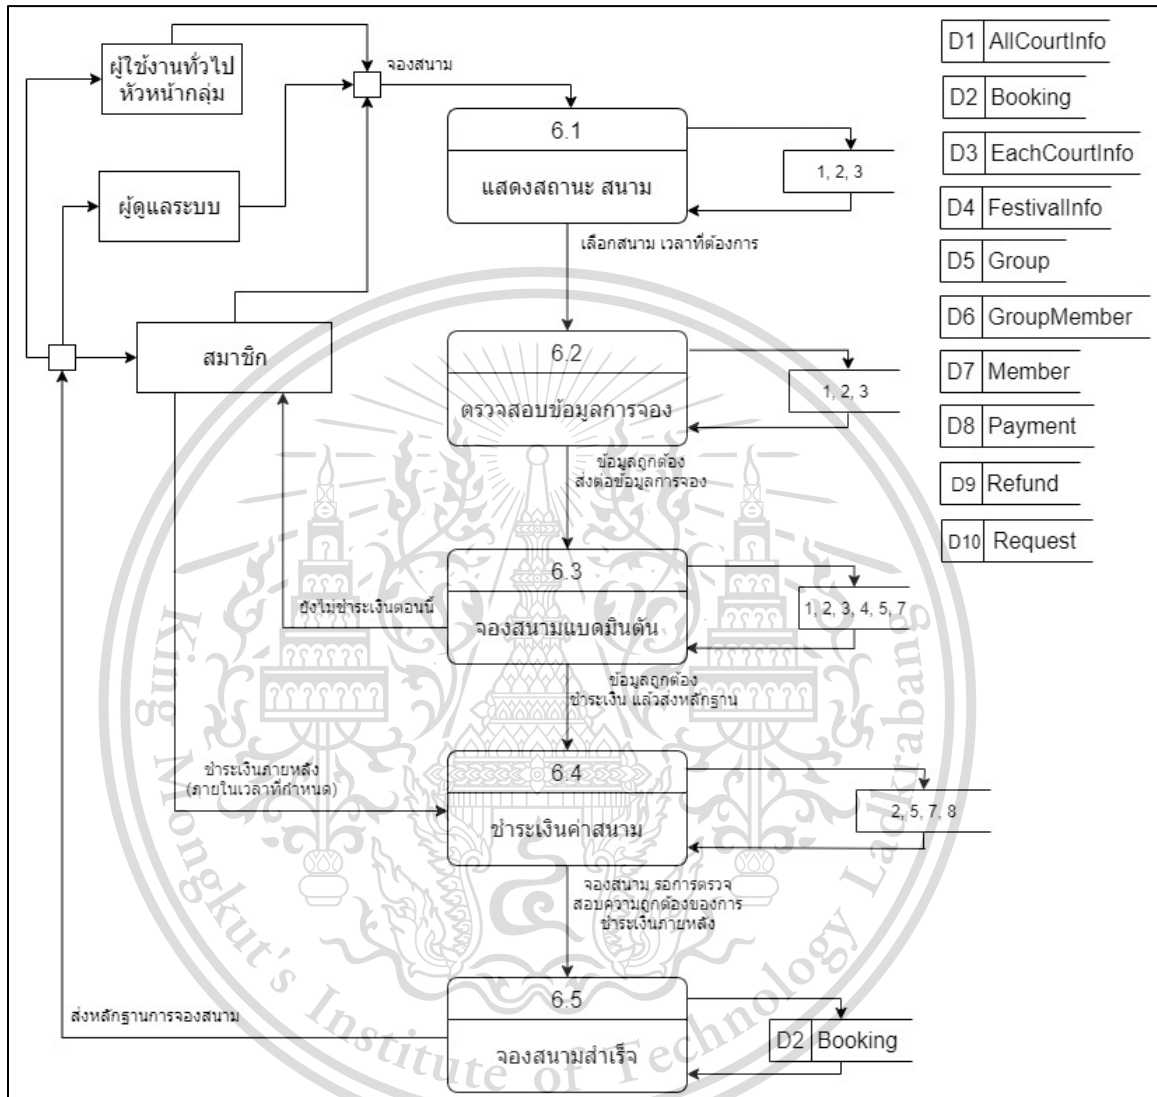 ผู้ใช้งานทั่วไป
หัวหน้ากลุ่ม
จองสนาม
6.1
แสดงสถานะ สนาม
1, 2, 3
ผู้ดูแลระบบ
เลือกสนาม เวลาที่ต้องการ
สมาชิก
6.2
ตรวจสอบข้อมูลการจอง
1, 2, 3
ข้อมูลถูกต้อง
ส่งต่อข้อมูลการจอง
6.3
จองสนามแบดมินตัน
1, 2, 3, 4, 5, 7
ยังไม่ชำระเงินตอนนี้
ข้อมูลถูกต้อง
ชำระเงิน แล้วส่งหลักฐาน
ชำระเงินภายหลัง
(ภายในเวลาที่กำหนด)
6.4
ชำระเงินค่าสนาม
2, 5, 7, 8
จองสนาม รอการตรวจ
สอบความถูกต้องของการ
ชำระเงินภายหลัง
6.5
จองสนามสำเร็จ
D2 Booking
ส่งหลักฐานการจองสนาม
D1 AllCourtInfo
D2 Booking
D3 EachCourtInfo
D4 FestivalInfo
D5 Group
D6 GroupMember
D7 Member
D8 Payment
D9 Refund
D10 Request
King Mongkut's Institute of Technology Ladkrabang